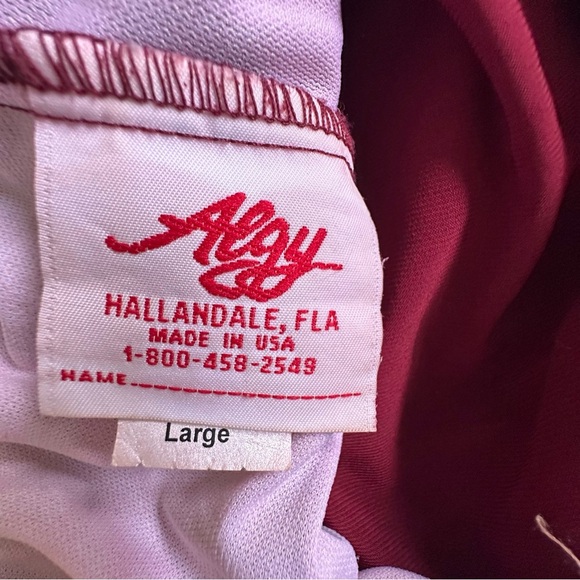 Algy
HALLANDALE, FLA
MADE IN USA
1-800-458-2549
NAME
Large